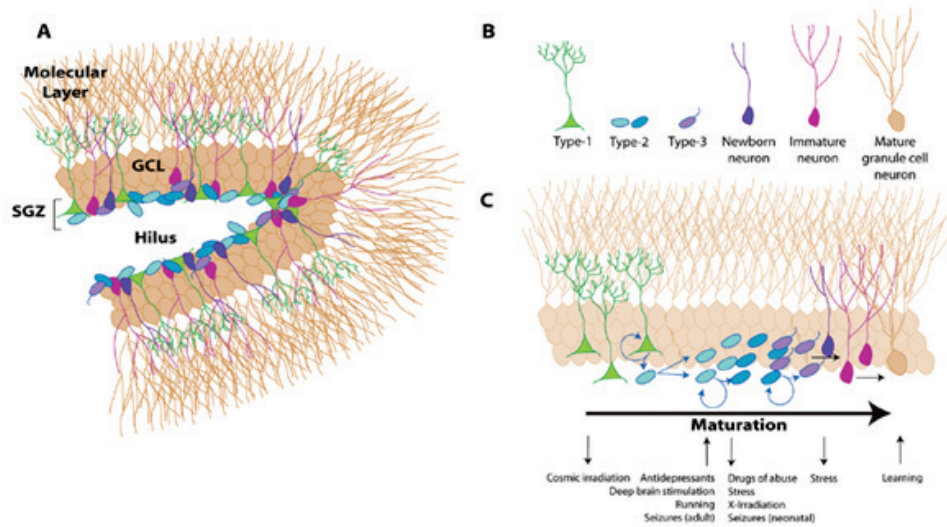 A
Molecular
Layer
GCL
SGZ
Hilus
B
Type-1
Type-2
Type-3
Newborn
neuron
Immature
neuron
Mature
granule cell
neuron
C
Maturation
Cosmic irradiation
Antidepressants
Deep brain stimulation
Running
Seizures (adult)
Drugs of abuse
Stress
X-Irradiation
Seizures (neonatal)
Stress
Learning